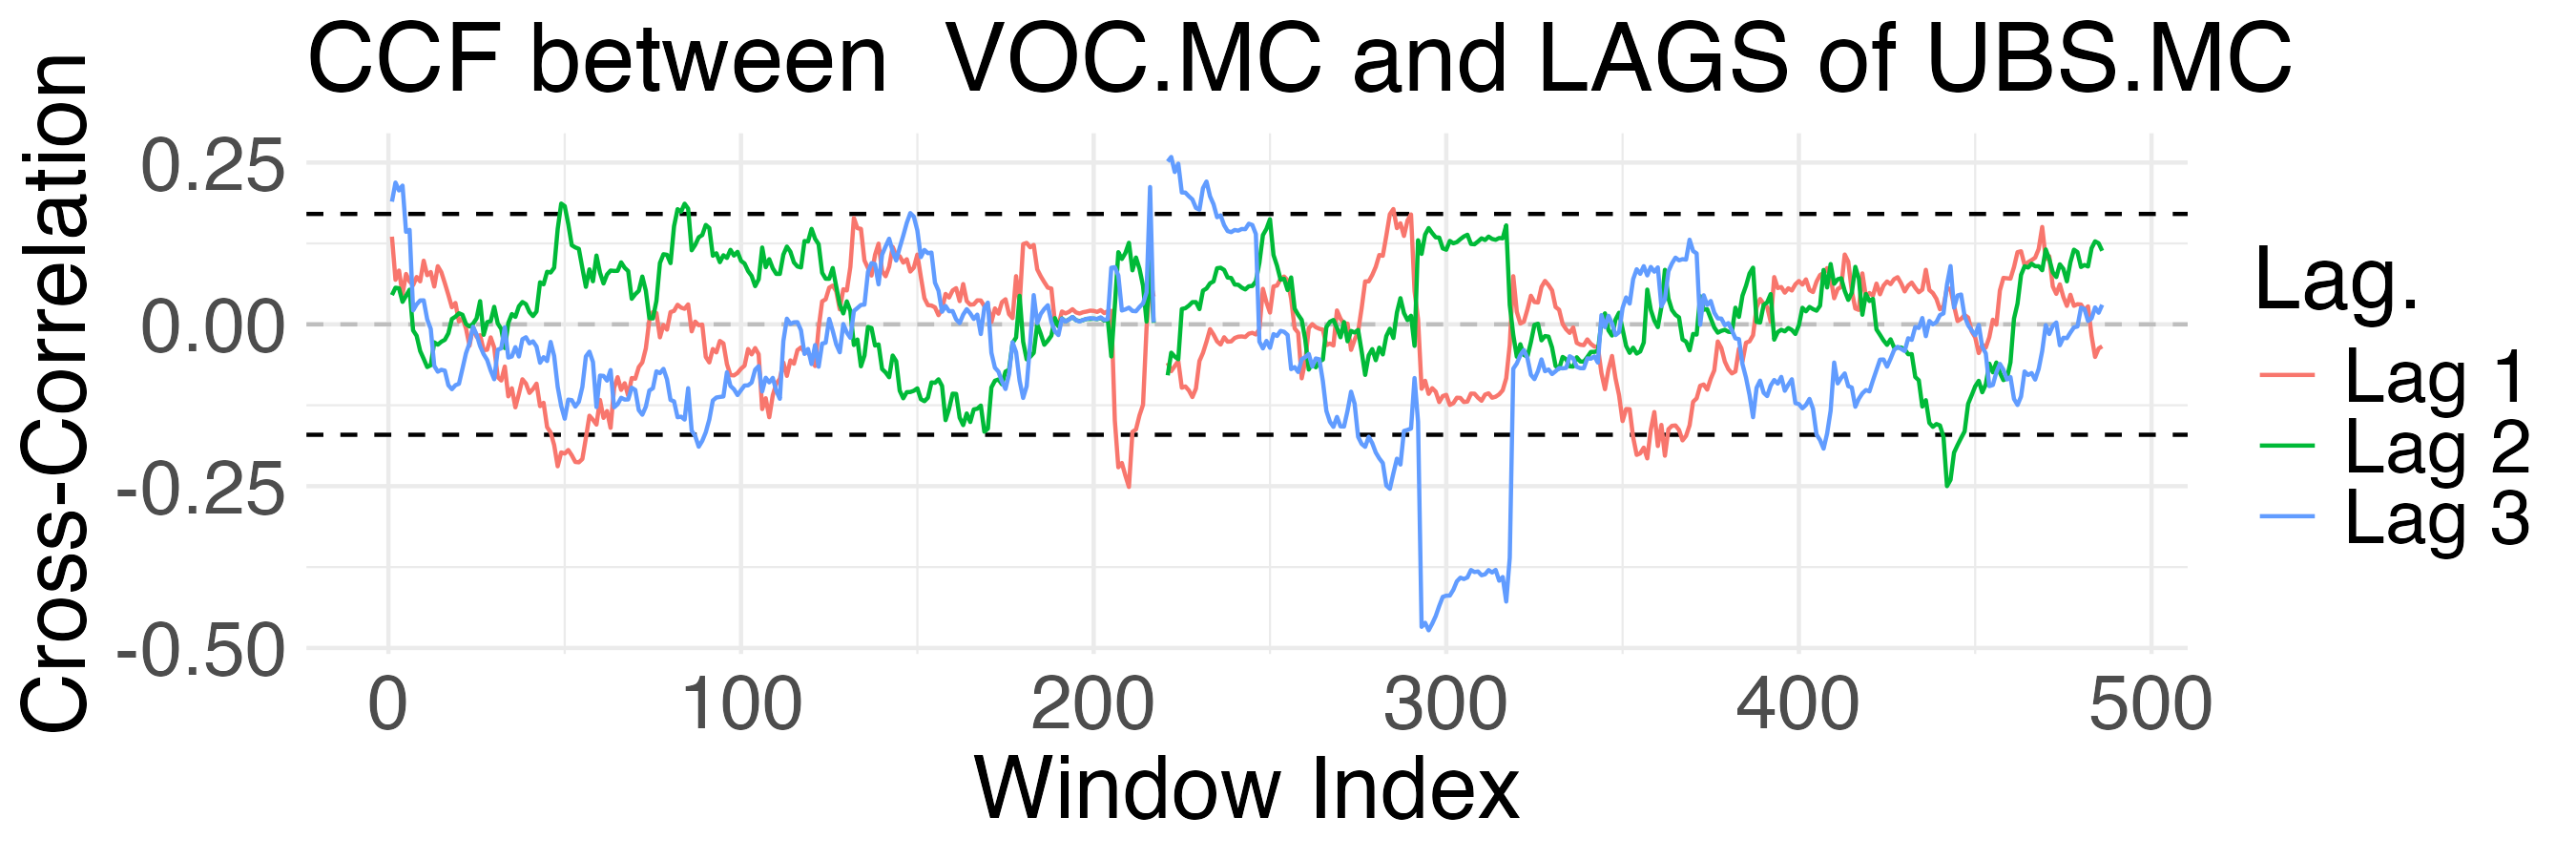 CCF between  VOC.MC and LAGS of UBS.MC
Cross-Correlation
0.25
0.00
-0.25
-0.50
0 100 200 300 400 500
Window Index
Lag.
Lag 1
Lag 2
Lag 3